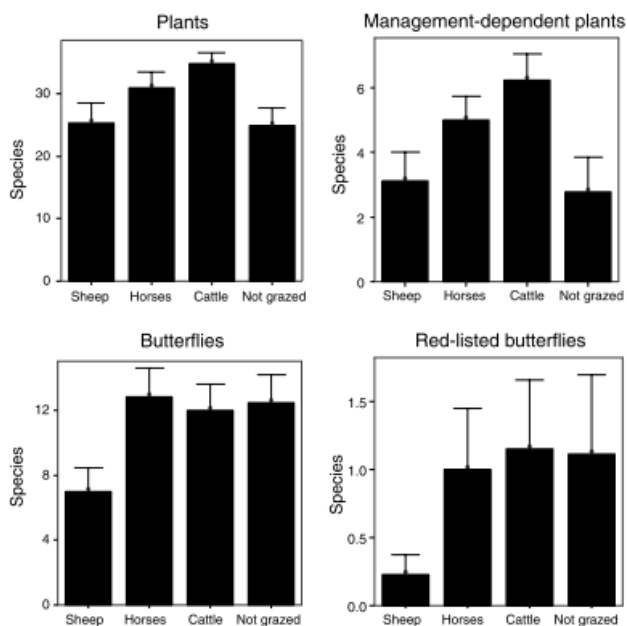 Plants
Species
30
20
10
0
Sheep Horses Cattle Not grazed
Management-dependent plants
Species
6
4
2
0
Sheep Horses Cattle Not grazed
Butterflies
Species
12
8
4
0
Sheep Horses Cattle Not grazed
Red-listed butterflies
Species
1.5
1.0
0.5
0.0
Sheep Horses Cattle Not grazed